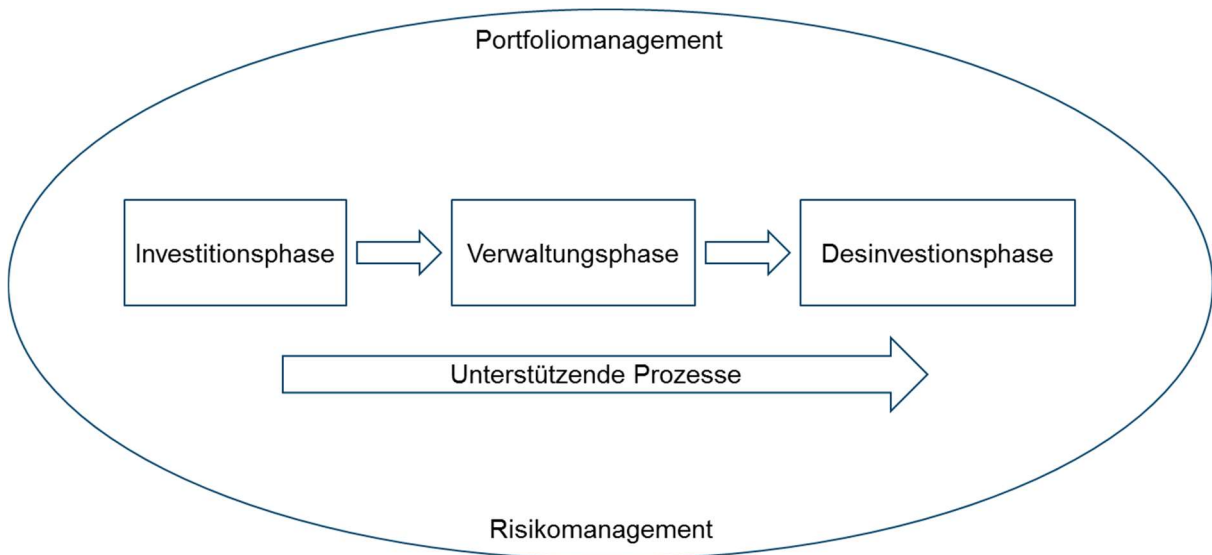 Portfoliomanagement
Investitionsphase
Verwaltungsphase
Desinvestionsphase
Unterstützende Prozesse
Risikomanagement